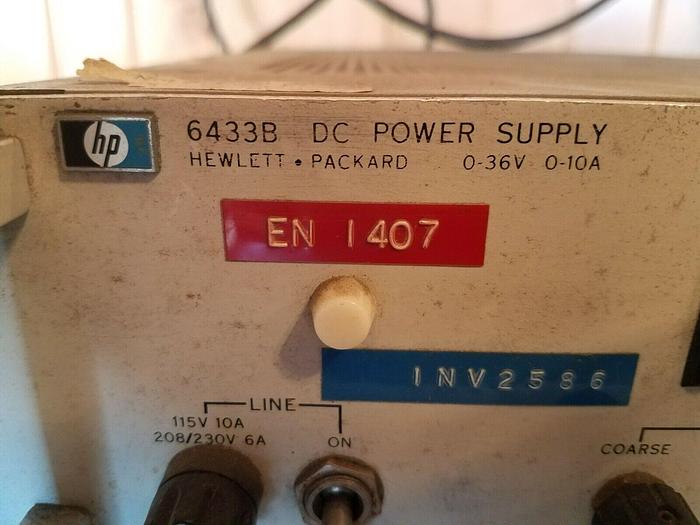 hp 6433B DC POWER SUPPLY
HEWLETT • PACKARD 0-36V 0-10A
EN 1407
INV2586
LINE
115V 10A
208/230V 6A ON
COARSE